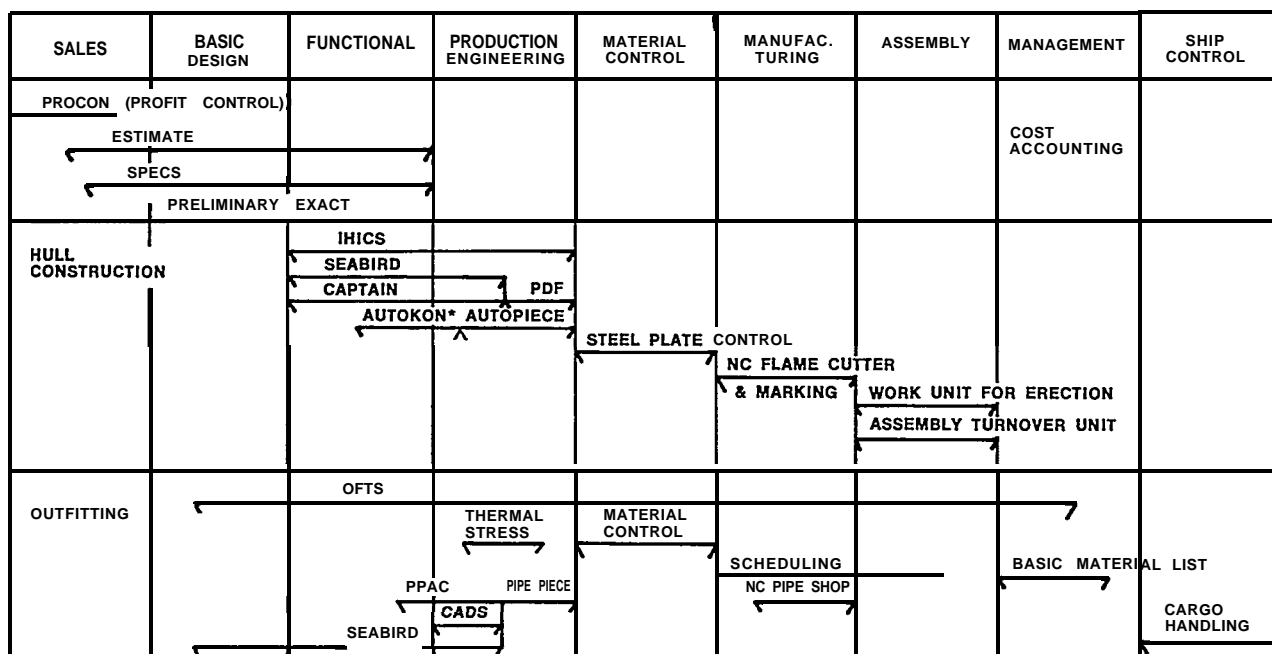 SALES
BASIC
DESIGN
FUNCTIONAL
PRODUCTION
ENGINEERING
MATERIAL
CONTROL
MANUFAC.
TURING
ASSEMBLY
MANAGEMENT
SHIP
CONTROL
PROCON (PROFIT CONTROL)
ESTIMATE
COST
ACCOUNTING
SPECS
PRELIMINARY EXACT
HULL
CONSTRUCTION
IHICS
SEABIRD
CAPTAIN PDF
AUTOKON* AUTOPIECE
STEEL PLATE CONTROL
NC FLAME CUTTER
& MARKING
WORK UNIT FOR ERECTION
ASSEMBLY TURNOVER UNIT
OUTFITTING
OFTS
THERMAL
STRESS
MATERIAL
CONTROL
SCHEDULING
BASIC MATERIAL LIST
PPAC PIPE PIECE
NC PIPE SHOP
CADS
SEABIRD
CARGO
HANDLING